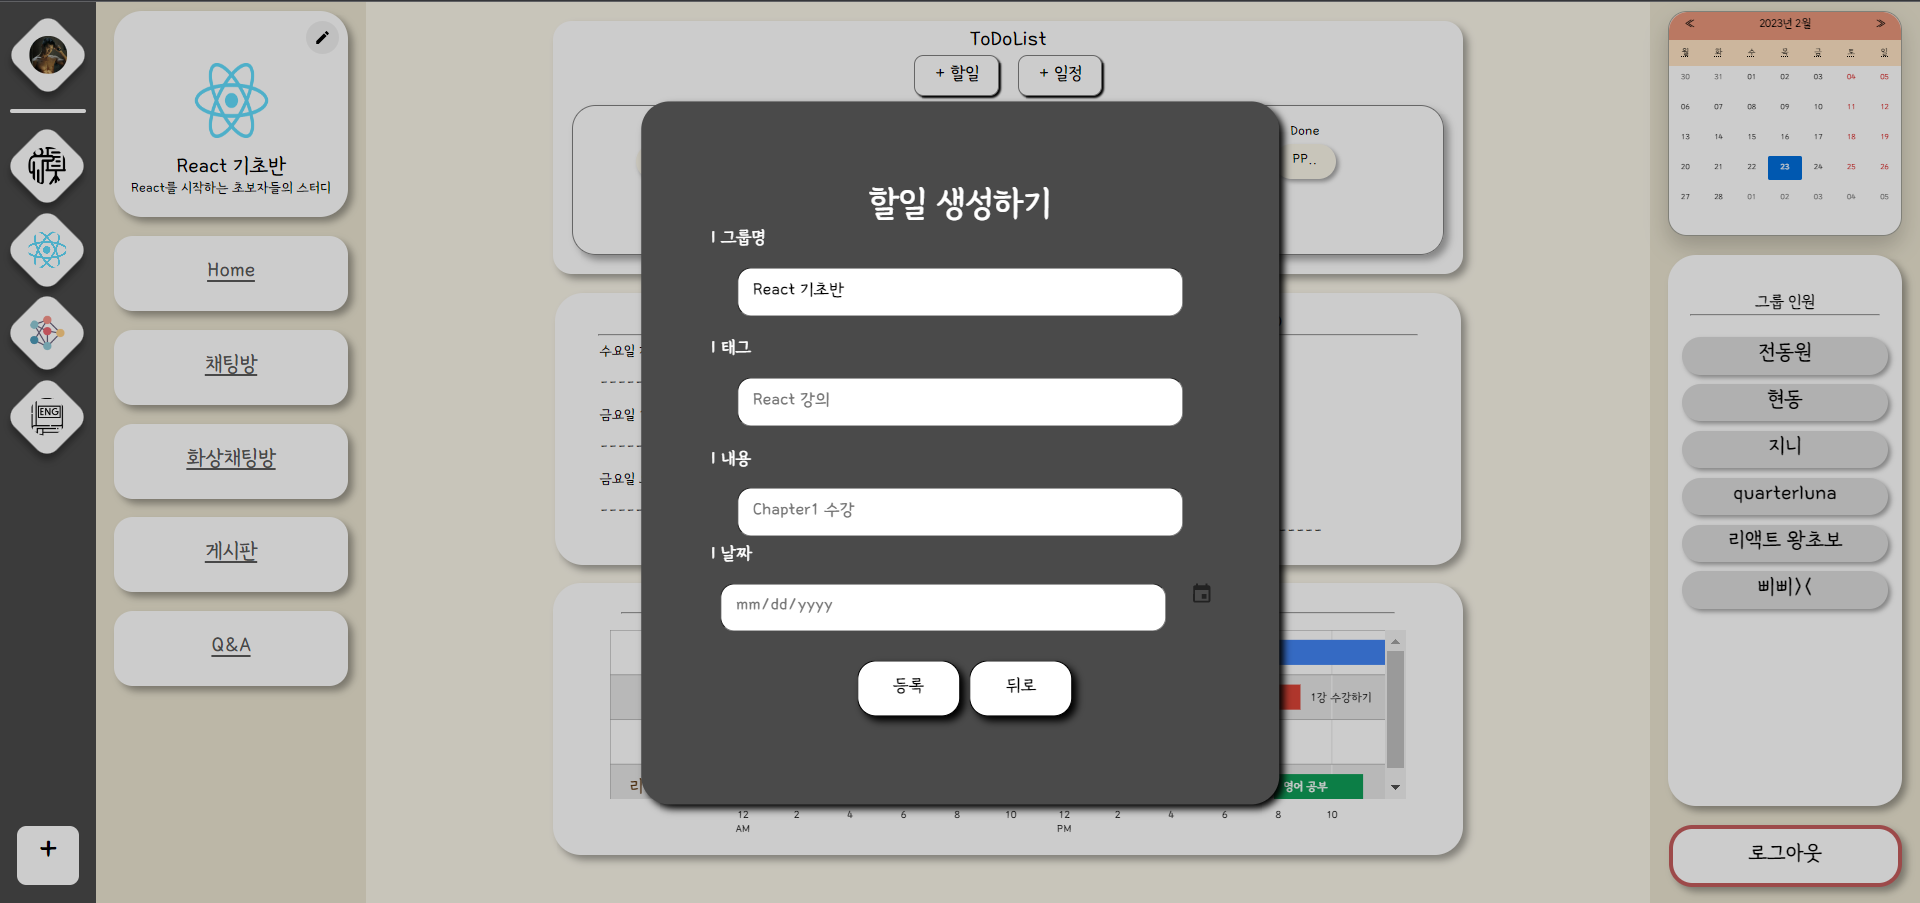 React 기초반
React를 시작하는 초보자들의 스터디
Home
채팅방
화상채팅방
게시판
Q&A
ENG
+
ToDoList
+ 할일
+ 일정
Done
PP..
수요일
금요일
금요일
할일 생성하기
| 그룹명
React 기초반
| 태그
React 강의
| 내용
Chapter1 수강
| 날짜
mm/dd/yyyy
등록
뒤로
1강 수강하기
리
영어 공부
12 2 4 6 8 10 12 2 4 6 8 10
AM PM
≪ 2023년 2월 ≫
월 화 수 목 금 토 일
30 31 01 02 03 04 05
06 07 08 09 10 11 12
13 14 15 16 17 18 19
20 21 22 23 24 25 26
27 28 01 02 03 04 05
그룹 인원
전동원
현동
지니
quarterluna
리액트 왕초보
삐삐><
로그아웃